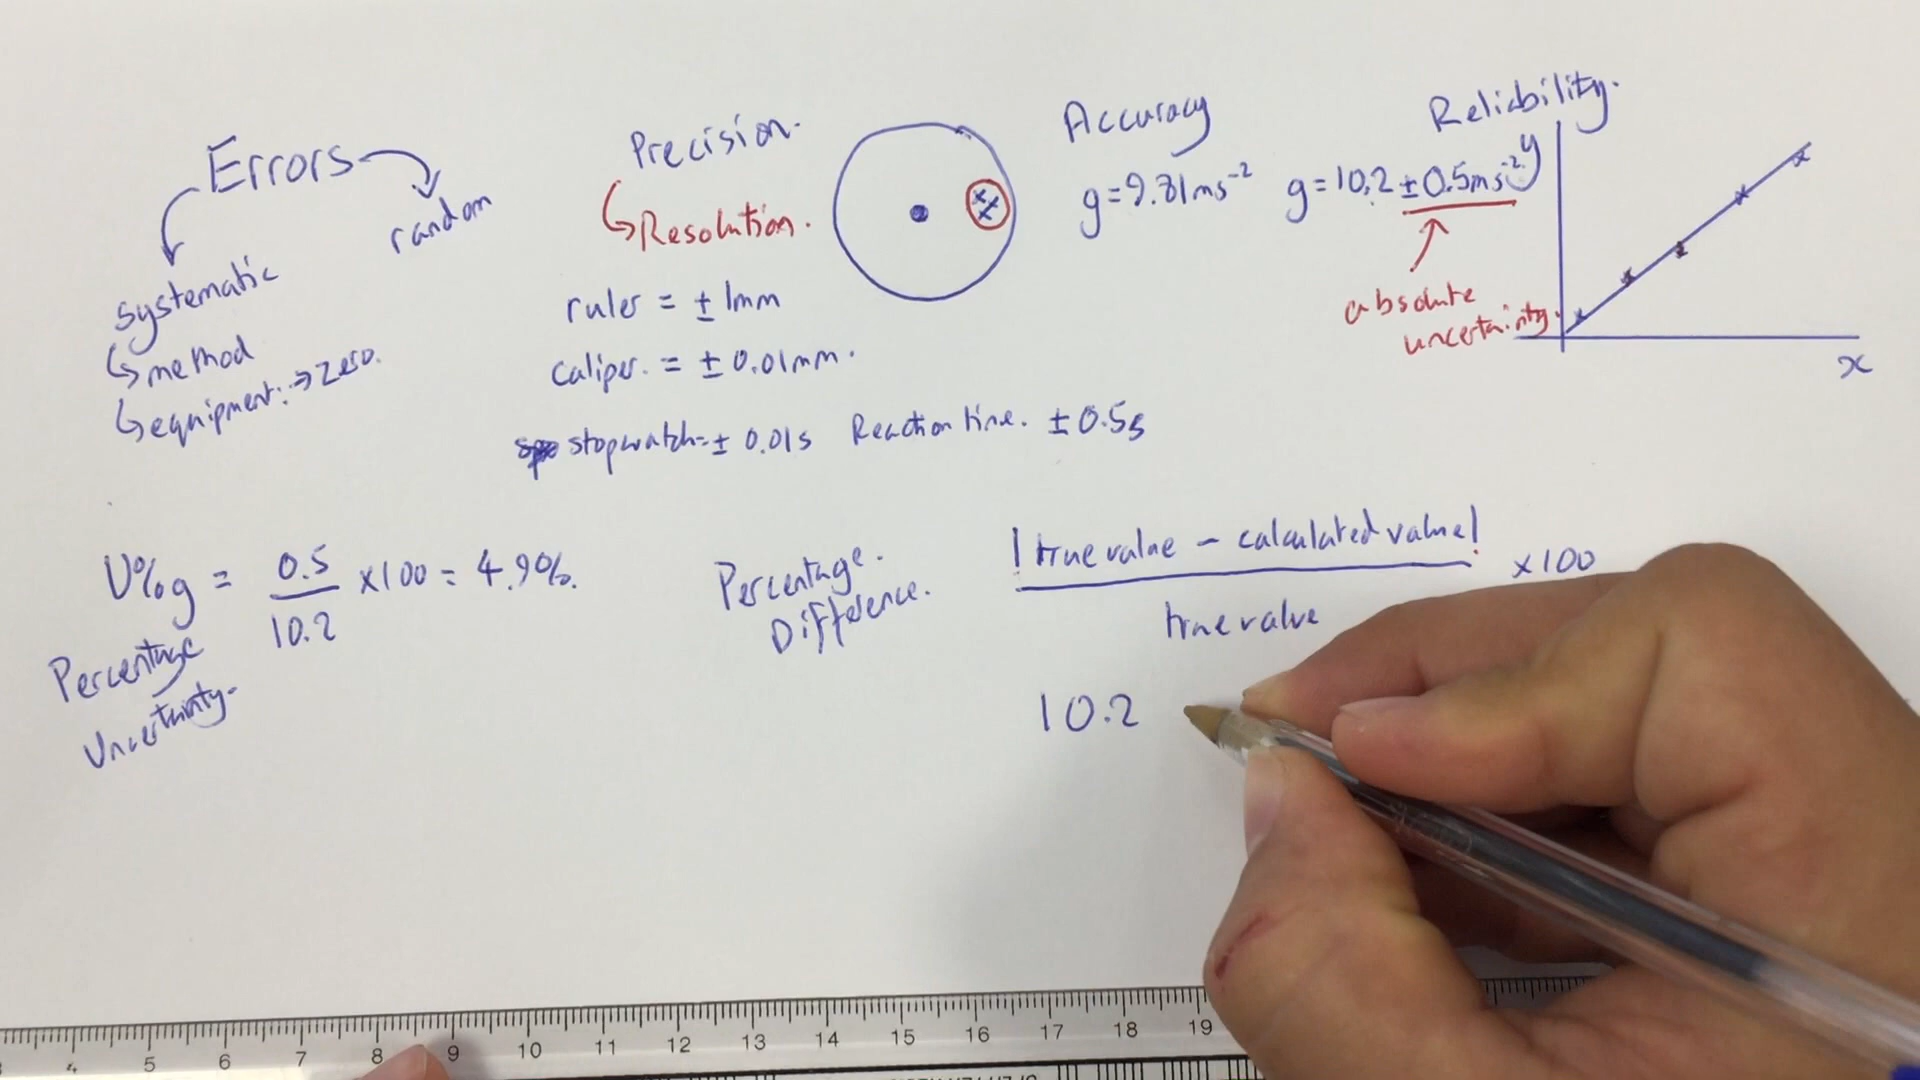 Errors
random
systematic
method
equipment: → zero.
Precision.
Resolution.
ruler = ± 1mm
caliper. = ± 0.01mm.
stopwatch = ± 0.01s Reaction time. ± 0.5s
Accuracy
g = 9.81ms⁻²
g = 10.2 ± 0.5ms⁻²
absolute
uncertainty.
Reliability.
y
x
U%g = 0.5 / 10.2 x100 = 4.9%.
Percentage
Uncertainty.
Percentage.
Difference.
|true value - calculated value|
x100
true value
10.2
4 5 6 7 8 9 10 11 12 13 14 15 16 17 18 19